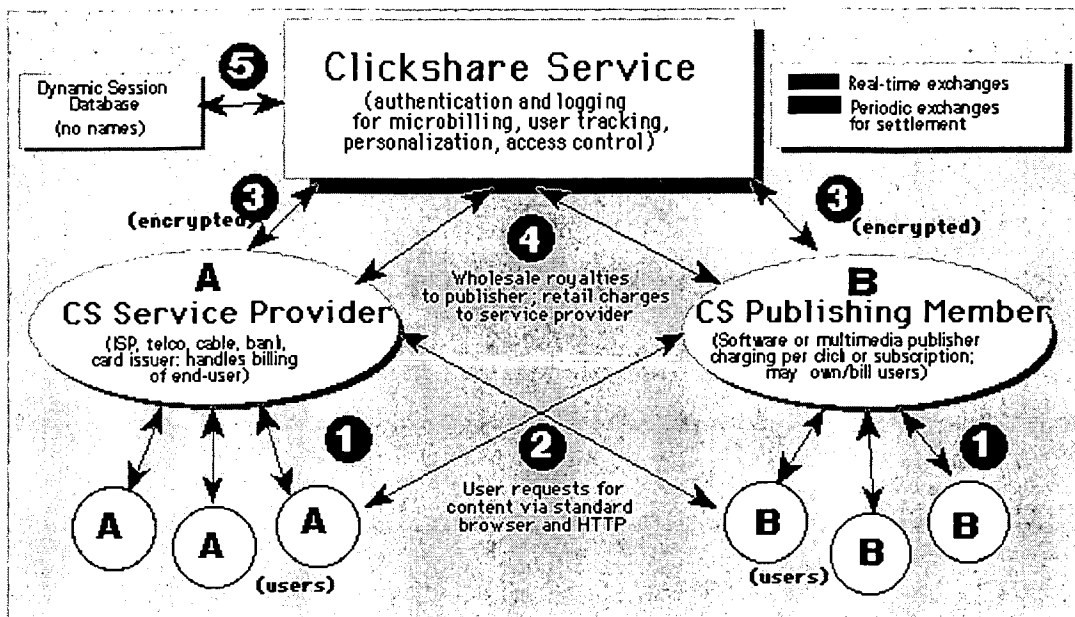 5
Clickshare Service
(authentication and logging
for microbilling, user tracking,
personalization, access control)
Dynamic Session
Database
(no names)
Real-time exchanges
Periodic exchanges
for settlement
3
(encrypted)
3
(encrypted)
4
Wholesale royalties
to publisher; retail charges
to service provider
A
CS Service Provider
(ISP, telco, cable, bank,
card issuer: handles billing
of end-user)
B
CS Publishing Member
(Software or multimedia publisher
charging per click or subscription;
may own/bill users)
1
2
1
User requests for
content via standard
browser and HTTP
A
A
A
(users)
B
B
B
(users)